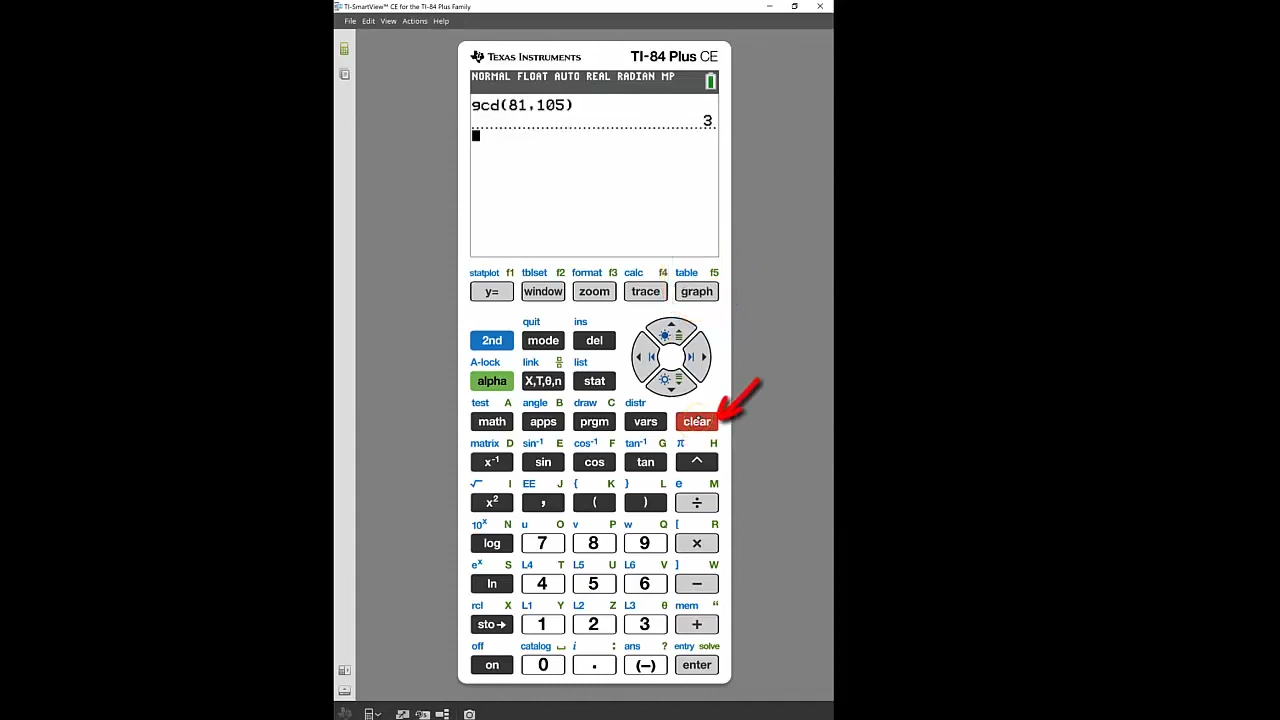 TI-SmartView™ CE for the TI-84 Plus Family
File Edit View Actions Help
TEXAS INSTRUMENTS TI-84 Plus CE
NORMAL FLOAT AUTO REAL RADIAN MP
gcd(81,105)
3
statplot f1 tblset f2 format f3 calc f4 table f5
y= window zoom trace graph
quit ins
2nd mode del
A-lock link list
alpha X,T,θ,n stat
test A angle B draw C distr
math apps prgm vars clear
matrix D sin⁻¹ E cos⁻¹ F tan⁻¹ G π H
x⁻¹ sin cos tan ^
√ I EE J { K } L e M
x² , ( ) ÷
10ˣ N u O v P w Q [ R
log 7 8 9 ×
eˣ S L4 T L5 U L6 V ] W
ln 4 5 6 −
rcl X L1 Y L2 Z L3 θ mem “
sto→ 1 2 3 +
off catalog ⎵ i : ans ? entry solve
on 0 . (–) enter